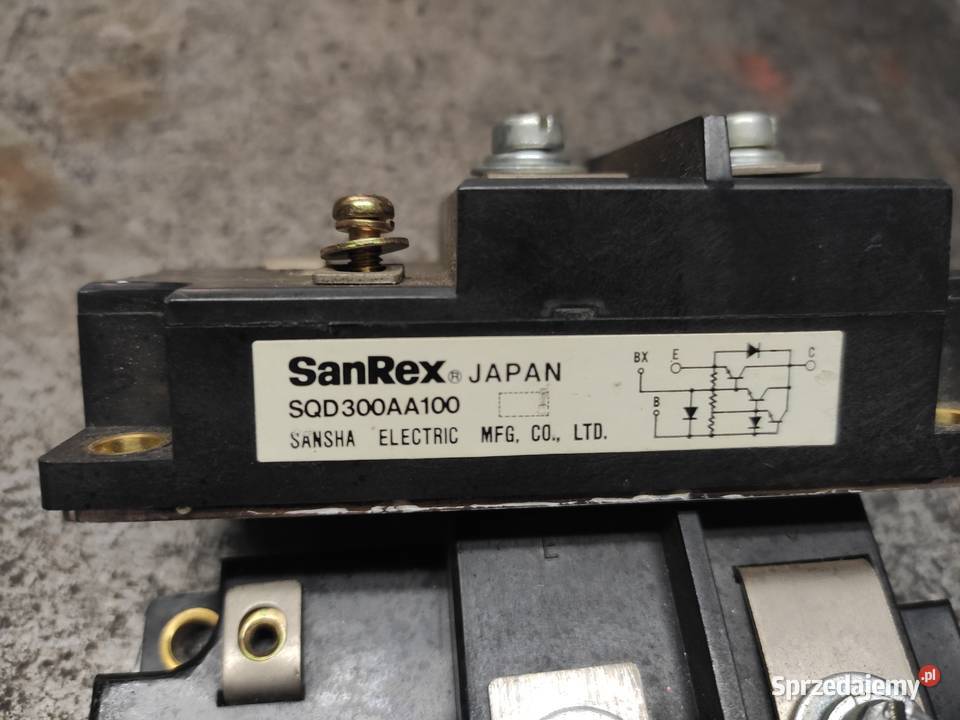 SanRex® JAPAN
SQD300AA100
SANSHA ELECTRIC MFG, CO., LTD.
BX E C
B
E
Sprzedajemy.pl